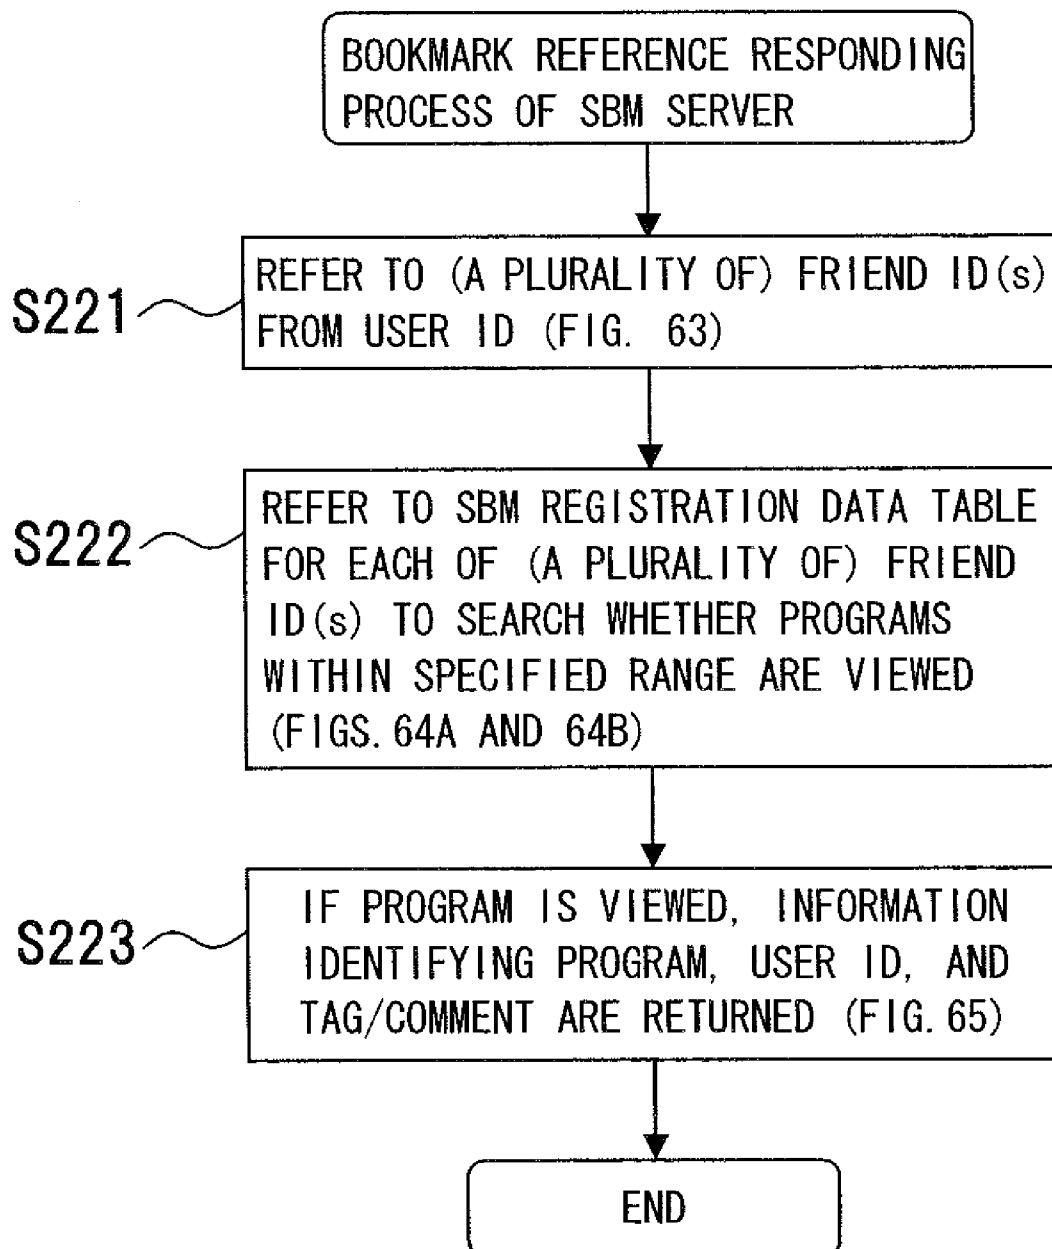 BOOKMARK REFERENCE RESPONDING
PROCESS OF SBM SERVER
S221
REFER TO (A PLURALITY OF) FRIEND ID(s)
FROM USER ID (FIG. 63)
S222
REFER TO SBM REGISTRATION DATA TABLE
FOR EACH OF (A PLURALITY OF) FRIEND
ID(s) TO SEARCH WHETHER PROGRAMS
WITHIN SPECIFIED RANGE ARE VIEWED
(FIGS. 64A AND 64B)
S223
IF PROGRAM IS VIEWED, INFORMATION
IDENTIFYING PROGRAM, USER ID, AND
TAG/COMMENT ARE RETURNED (FIG. 65)
END